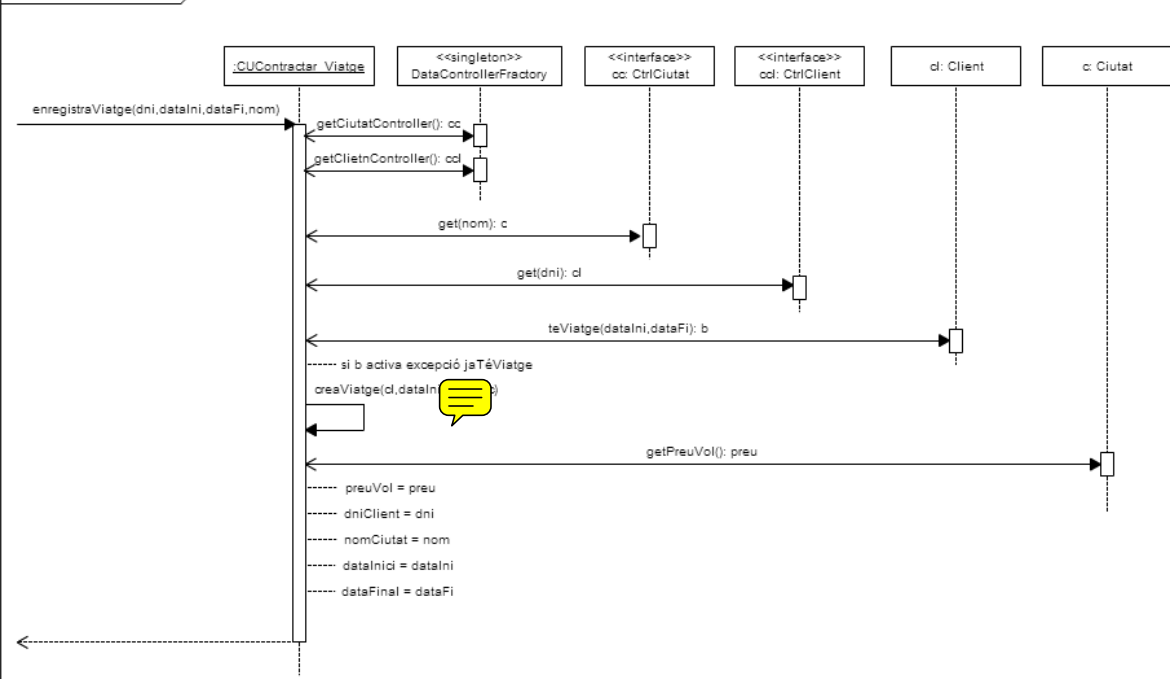 :CUContractar_Viatge
<<singleton>>
DataControllerFractory
<<interface>>
cc: CtrlCiutat
<<interface>>
ccl: CtrlClient
cl: Client
c: Ciutat
enregistraViatge(dni,dataIni,dataFi,nom)
getCiutatController(): cc
getClietnController(): ccl
get(nom): c
get(dni): cl
teViatge(dataIni,dataFi): b
si b activa excepció jaTéViatge
creaViatge(cl,dataIni c)
getPreuVol(): preu
preuVol = preu
dniClient = dni
nomCiutat = nom
dataInici = dataIni
dataFinal = dataFi